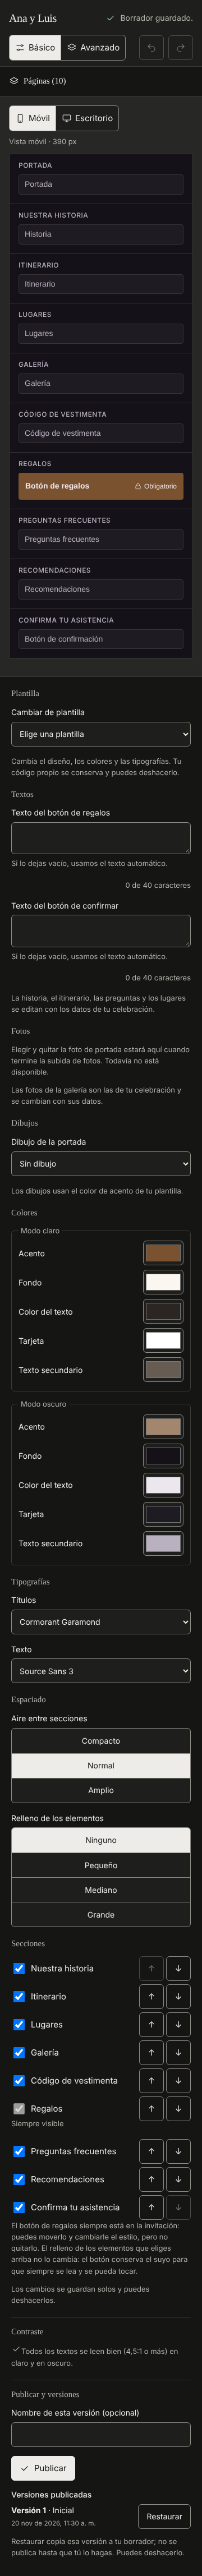 Ana y Luis
Borrador guardado.
Básico
Avanzado
Páginas (10)
Móvil
Escritorio
Vista móvil · 390 px
PORTADA
Portada
NUESTRA HISTORIA
Historia
ITINERARIO
Itinerario
LUGARES
Lugares
GALERÍA
Galería
CÓDIGO DE VESTIMENTA
Código de vestimenta
REGALOS
Botón de regalos
Obligatorio
PREGUNTAS FRECUENTES
Preguntas frecuentes
RECOMENDACIONES
Recomendaciones
CONFIRMA TU ASISTENCIA
Botón de confirmación
Plantilla
Cambiar de plantilla
Elige una plantilla
Cambia el diseño, los colores y las tipografías. Tu
código propio se conserva y puedes deshacerlo.
Textos
Texto del botón de regalos
Si lo dejas vacío, usamos el texto automático.
0 de 40 caracteres
Texto del botón de confirmar
Si lo dejas vacío, usamos el texto automático.
0 de 40 caracteres
La historia, el itinerario, las preguntas y los lugares
se editan con los datos de tu celebración.
Fotos
Elegir y quitar la foto de portada estará aquí cuando
termine la subida de fotos. Todavía no está
disponible.
Las fotos de la galería son las de tu celebración y
se cambian con sus datos.
Dibujos
Dibujo de la portada
Sin dibujo
Los dibujos usan el color de acento de tu plantilla.
Colores
Modo claro
Acento
Fondo
Color del texto
Tarjeta
Texto secundario
Modo oscuro
Acento
Fondo
Color del texto
Tarjeta
Texto secundario
Tipografías
Títulos
Cormorant Garamond
Texto
Source Sans 3
Espaciado
Aire entre secciones
Compacto
Normal
Amplio
Relleno de los elementos
Ninguno
Pequeño
Mediano
Grande
Secciones
Nuestra historia
Itinerario
Lugares
Galería
Código de vestimenta
Regalos
Siempre visible
Preguntas frecuentes
Recomendaciones
Confirma tu asistencia
El botón de regalos siempre está en la invitación:
puedes moverlo y cambiarle el estilo, pero no
quitarlo. El relleno de los elementos que eliges
arriba no lo cambia: el botón conserva el suyo para
que siempre se lea y se pueda tocar.
Los cambios se guardan solos y puedes
deshacerlos.
Contraste
Todos los textos se leen bien (4,5:1 o más) en
claro y en oscuro.
Publicar y versiones
Nombre de esta versión (opcional)
Publicar
Versiones publicadas
Versión 1 · Inicial
20 nov de 2026, 11:30 a. m.
Restaurar
Restaurar copia esa versión a tu borrador; no se
publica hasta que tú lo hagas. Puedes deshacerlo.